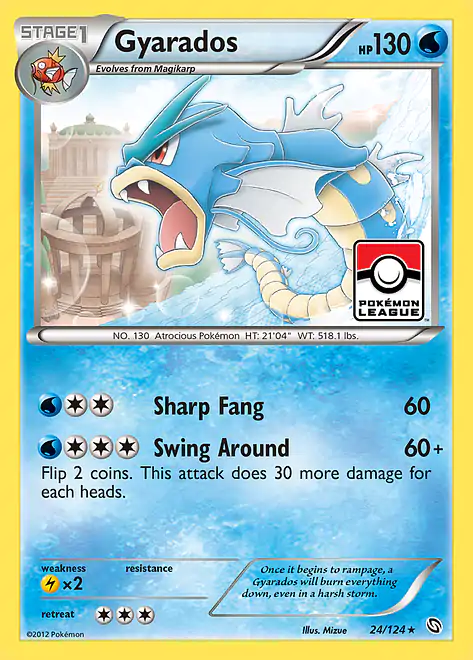 STAGE1
Gyarados
HP130
Evolves from Magikarp
POKÉMON
LEAGUE
NO. 130 Atrocious Pokémon HT: 21'04" WT: 518.1 lbs.
Sharp Fang 60
Swing Around 60+
Flip 2 coins. This attack does 30 more damage for
each heads.
weakness resistance
×2
retreat
Once it begins to rampage, a
Gyarados will burn everything
down, even in a harsh storm.
©2012 Pokémon
Illus. Mizue
24/124 ★